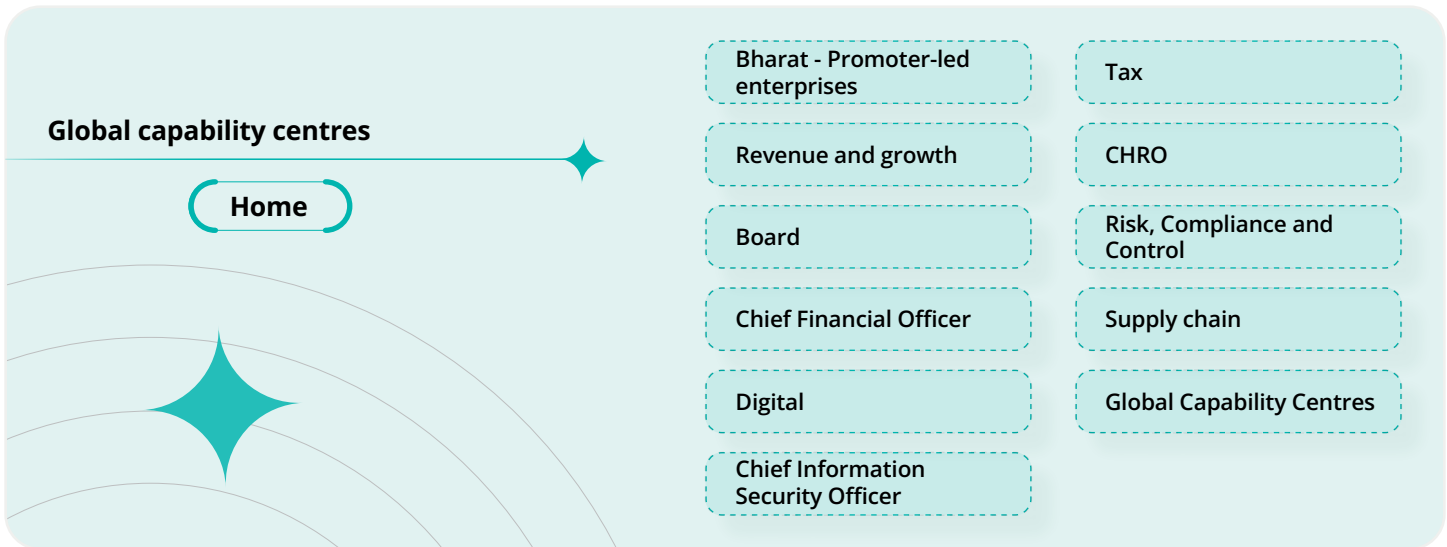 Global capability centres
Home
Bharat - Promoter-led
enterprises
Revenue and growth
Board
Chief Financial Officer
Digital
Chief Information
Security Officer
Tax
CHRO
Risk, Compliance and
Control
Supply chain
Global Capability Centres